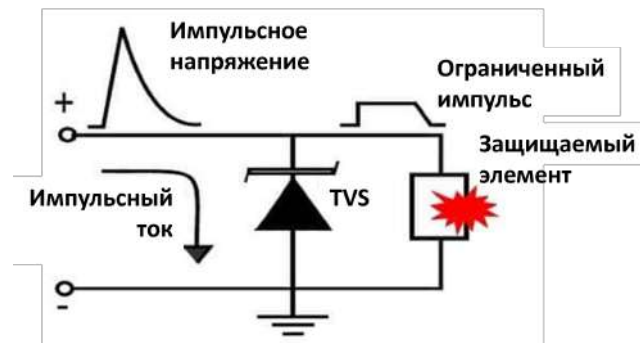 Импульсное
напряжение
Ограниченный
импульс
+
Защищаемый
элемент
Импульсный
ток
TVS
-